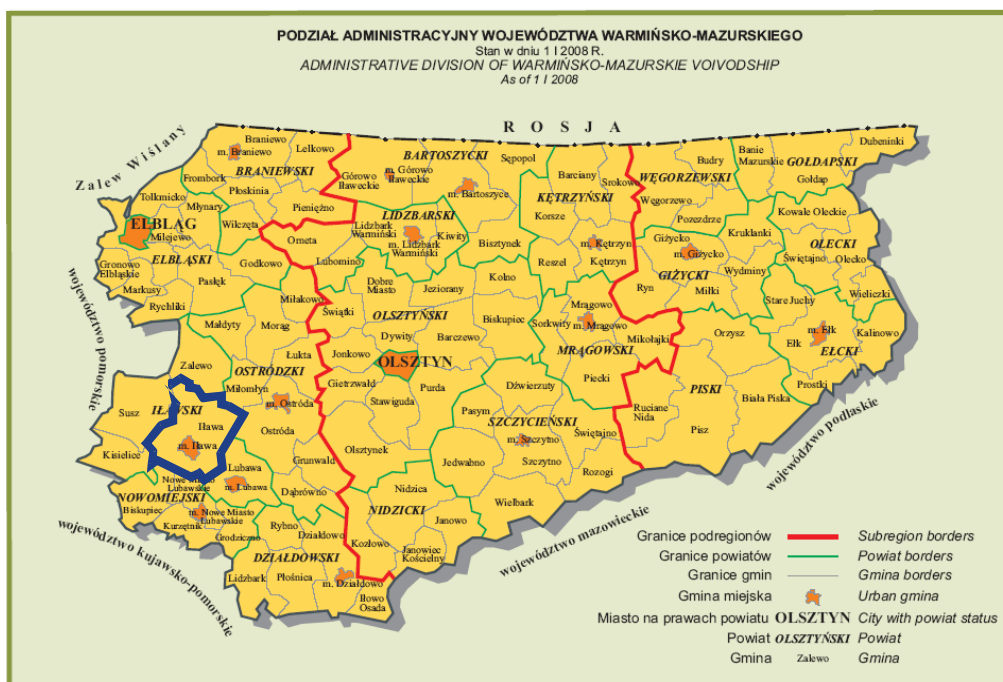 PODZIAŁ ADMINISTRACYJNY WOJEWÓDZTWA WARMIŃSKO-MAZURSKIEGO
Stan w dniu 1 I 2008 R.
ADMINISTRATIVE DIVISION OF WARMIŃSKO-MAZURSKIE VOIVODSHIP
As of 1 I 2008
R O S J A
Zalew Wiślany
województwo pomorskie
województwo kujawsko-pomorskie
województwo mazowieckie
województwo podlaskie
Braniewo
m. Braniewo
Lelkowo
BRANIEWSKI
Frombork
Płoskinia
Pieniężno
Wilczęta
Tolkmicko
Młynary
ELBLĄG
Milejewo
ELBLĄSKI
Gronowo
Elbląskie
Markusy
Pasłęk
Rychliki
Godkowo
BARTOSZYCKI
Sępopol
Górowo
Iławeckie
m. Górowo
Iławeckie
m. Bartoszyce
Bisztynek
LIDZBARSKI
Lidzbark
Warmiński
m. Lidzbark
Warmiński
Kiwity
Orneta
Lubomino
KĘTRZYŃSKI
Barciany
Srokowo
Korsze
m. Kętrzyn
Kętrzyn
Reszel
WĘGORZEWSKI
Budry
Węgorzewo
Pozezdrze
GOŁDAPSKI
Banie
Mazurskie
Dubeninki
Gołdap
OLECKI
Kowale Oleckie
Świętajno
Olecko
Wieliczki
GIŻYCKI
Giżycko
m. Giżycko
Kruklanki
Wydminy
Ryn
Miłki
EŁCKI
Stare Juchy
m. Ełk
Ełk
Kalinowo
Prostki
PISKI
Orzysz
Biała Piska
Ruciane
Nida
Pisz
MRĄGOWSKI
Mrągowo
m. Mrągowo
Sorkwity
Mikołajki
Piecki
OLSZTYŃSKI
Dobre
Miasto
Jeziorany
Kolno
Świątki
Dywity
Barczewo
Biskupiec
Jonkowo
OLSZTYN
Gietrzwałd
Stawiguda
Purda
Olsztynek
OSTRÓDZKI
Miłakowo
Małdyty
Morąg
Łukta
Miłomłyn
m. Ostróda
Ostróda
Grunwald
Dąbrówno
IŁAWSKI
Zalewo
Susz
Iława
m. Iława
Kisielice
Lubawa
m. Lubawa
NOWOMIEJSKI
Nowe Miasto
Lubawskie
Biskupiec
m. Nowe Miasto
Lubawskie
Kurzętnik
Grodziczno
DZIAŁDOWSKI
Rybno
Działdowo
Lidzbark
Płośnica
m. Działdowo
Iłowo
Osada
NIDZICKI
Nidzica
Kozłowo
Janowo
Janowiec
Kościelny
SZCZYCIEŃSKI
Dźwierzuty
Pasym
m. Szczytno
Szczytno
Świętajno
Jedwabno
Rozogi
Wielbark
Granice podregionów Subregion borders
Granice powiatów Powiat borders
Granice gmin Gmina borders
Gmina miejska Urban gmina
Miasto na prawach powiatu OLSZTYN City with powiat status
Powiat OLSZTYŃSKI Powiat
Gmina Zalewo Gmina